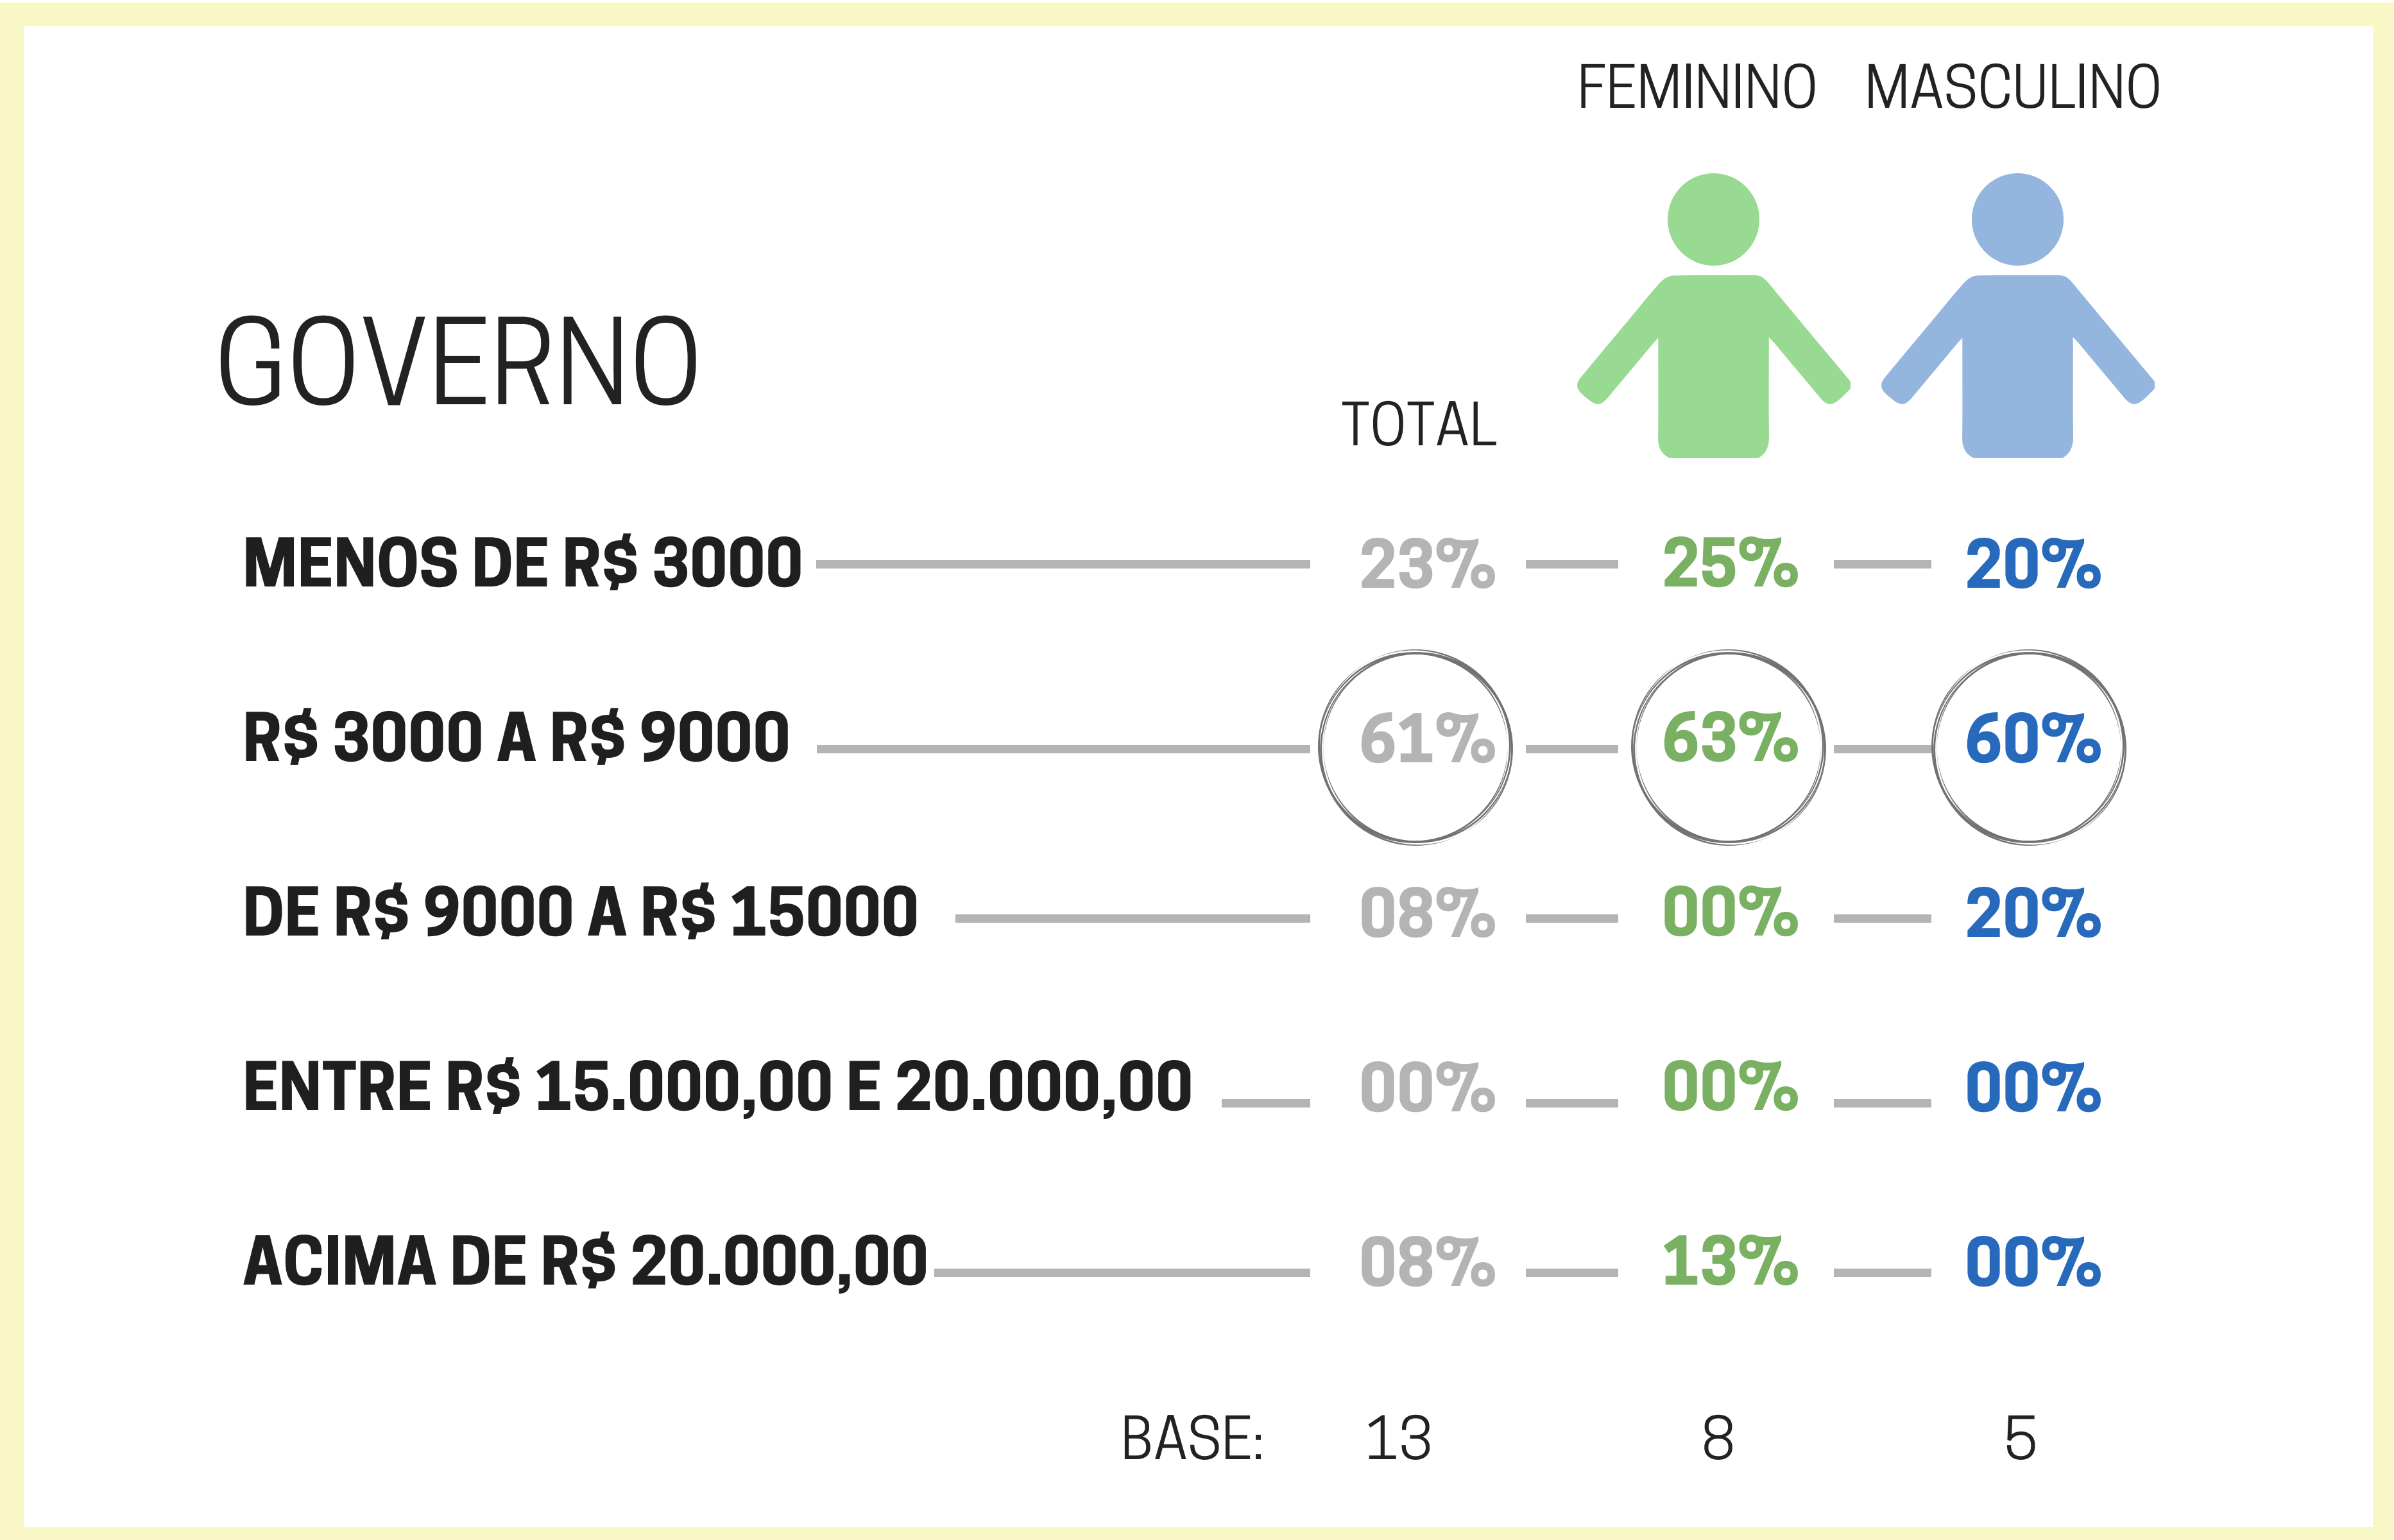 FEMININO MASCULINO
GOVERNO
TOTAL
MENOS DE R$ 3000 23% 25% 20%
R$ 3000 A R$ 9000 61% 63% 60%
DE R$ 9000 A R$ 15000 08% 00% 20%
ENTRE R$ 15.000,00 E 20.000,00 00% 00% 00%
ACIMA DE R$ 20.000,00 08% 13% 00%
BASE: 13 8 5